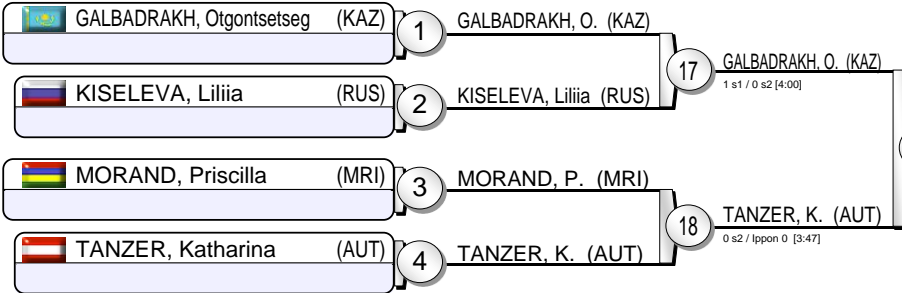 GALBADRAKH, Otgontsetseg (KAZ)
1
GALBADRAKH, O. (KAZ)
KISELEVA, Liliia (RUS)
2
KISELEVA, Liliia (RUS)
17
GALBADRAKH, O. (KAZ)
1 s1 / 0 s2 [4:00]
MORAND, Priscilla (MRI)
3
MORAND, P. (MRI)
TANZER, Katharina (AUT)
4
TANZER, K. (AUT)
18
TANZER, K. (AUT)
0 s2 / Ippon 0 [3:47]